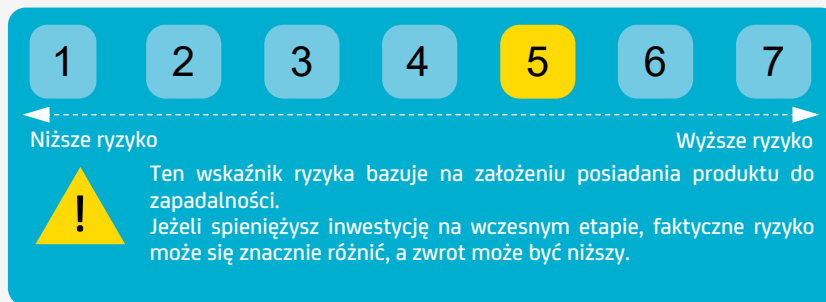 1 2 3 4 5 6 7
Niższe ryzyko Wyższe ryzyko
!
Ten wskaźnik ryzyka bazuje na założeniu posiadania produktu do
zapadalności.
Jeżeli spieniężysz inwestycję na wczesnym etapie, faktyczne ryzyko
może się znacznie różnić, a zwrot może być niższy.